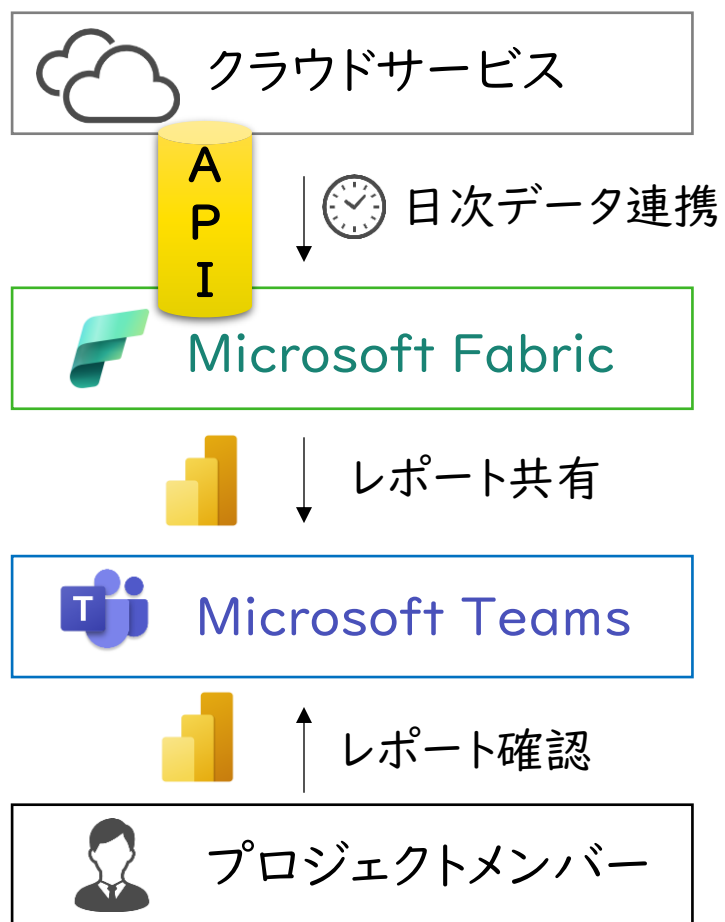 クラウドサービス
A
P
I
日次データ連携
Microsoft Fabric
レポート共有
T
Microsoft Teams
レポート確認
プロジェクトメンバー